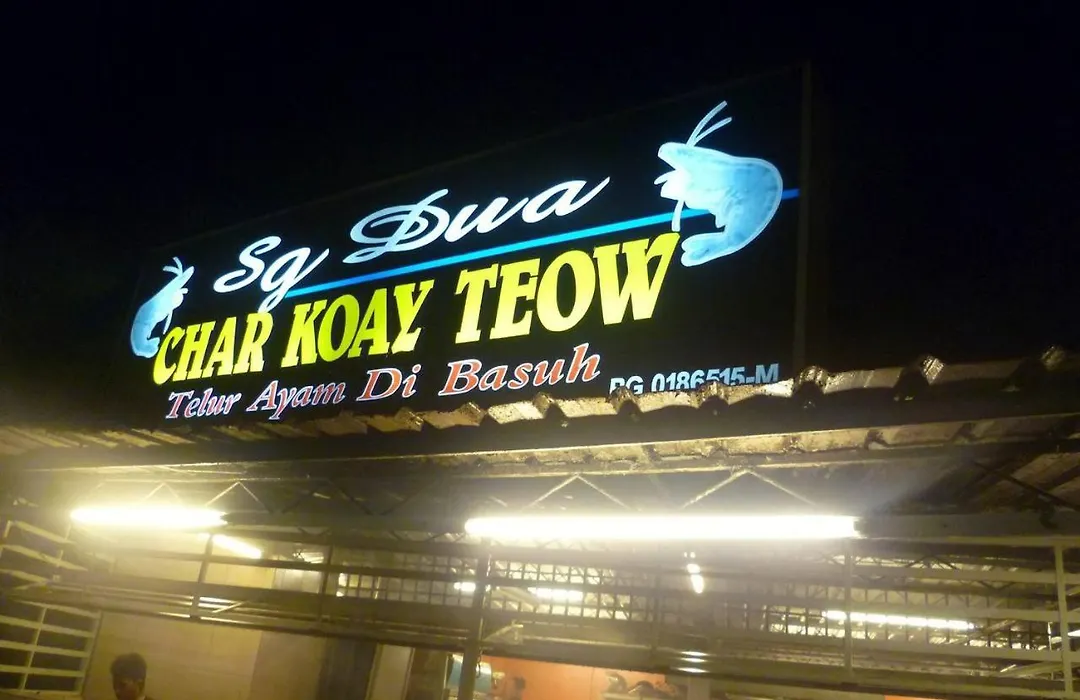 Sg Dua
CHAR KOAY TEOW
Telur Ayam Di Basuh
PG 0186515-M